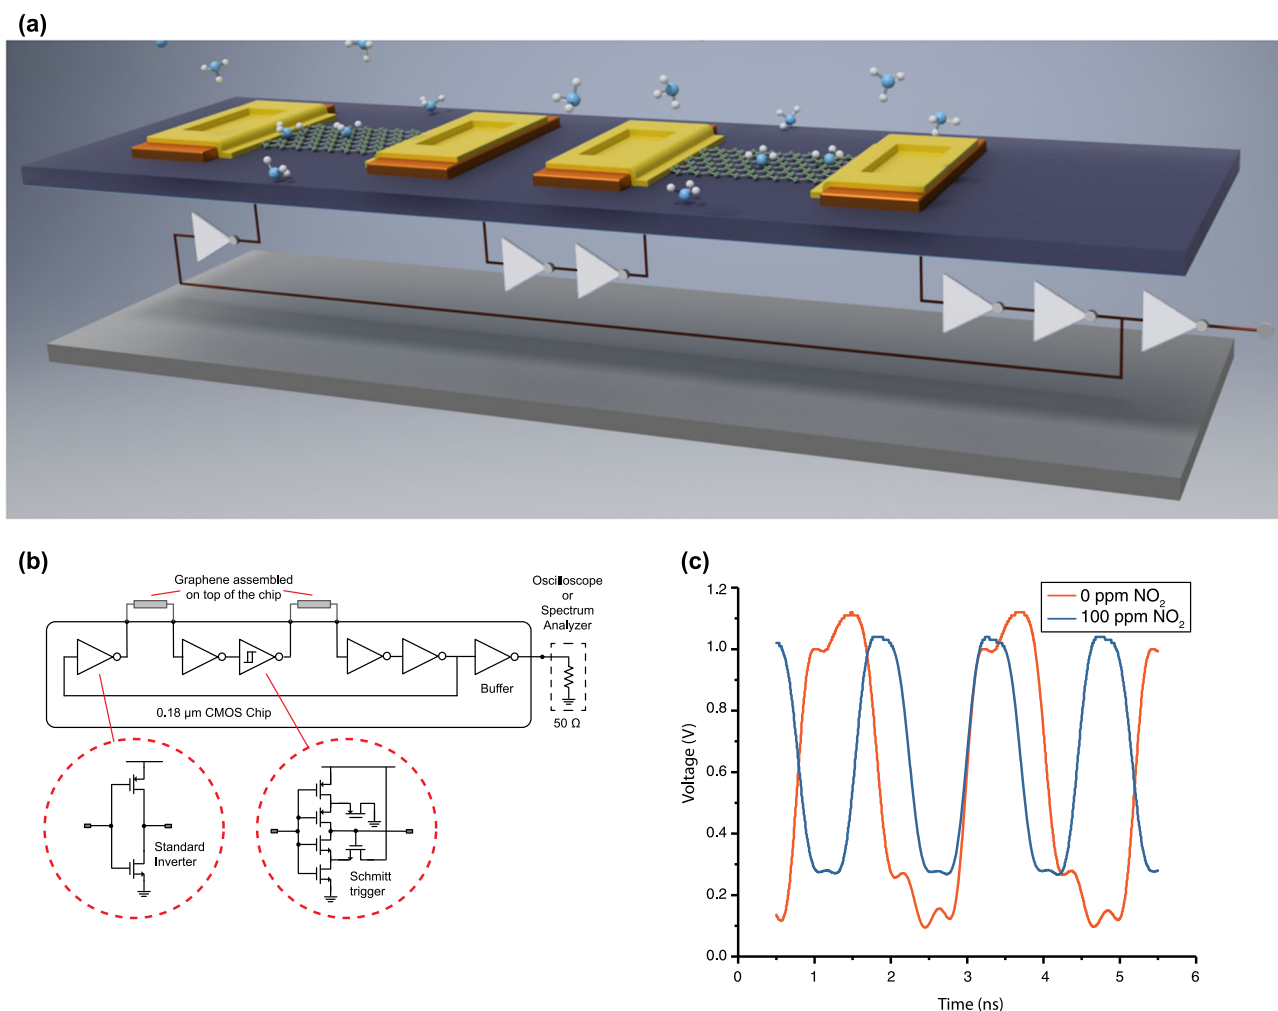 (a)
(b)
Graphene assembled
on top of the chip
Oscilloscope
or
Spectrum
Analyzer
Buffer
0.18 µm CMOS Chip
50 Ω
Standard
Inverter
Schmitt
trigger
(c)
1.2
1.0
0.8
0.6
0.4
0.2
0.0
Voltage (V)
0 ppm NO₂
100 ppm NO₂
0 1 2 3 4 5 6
Time (ns)